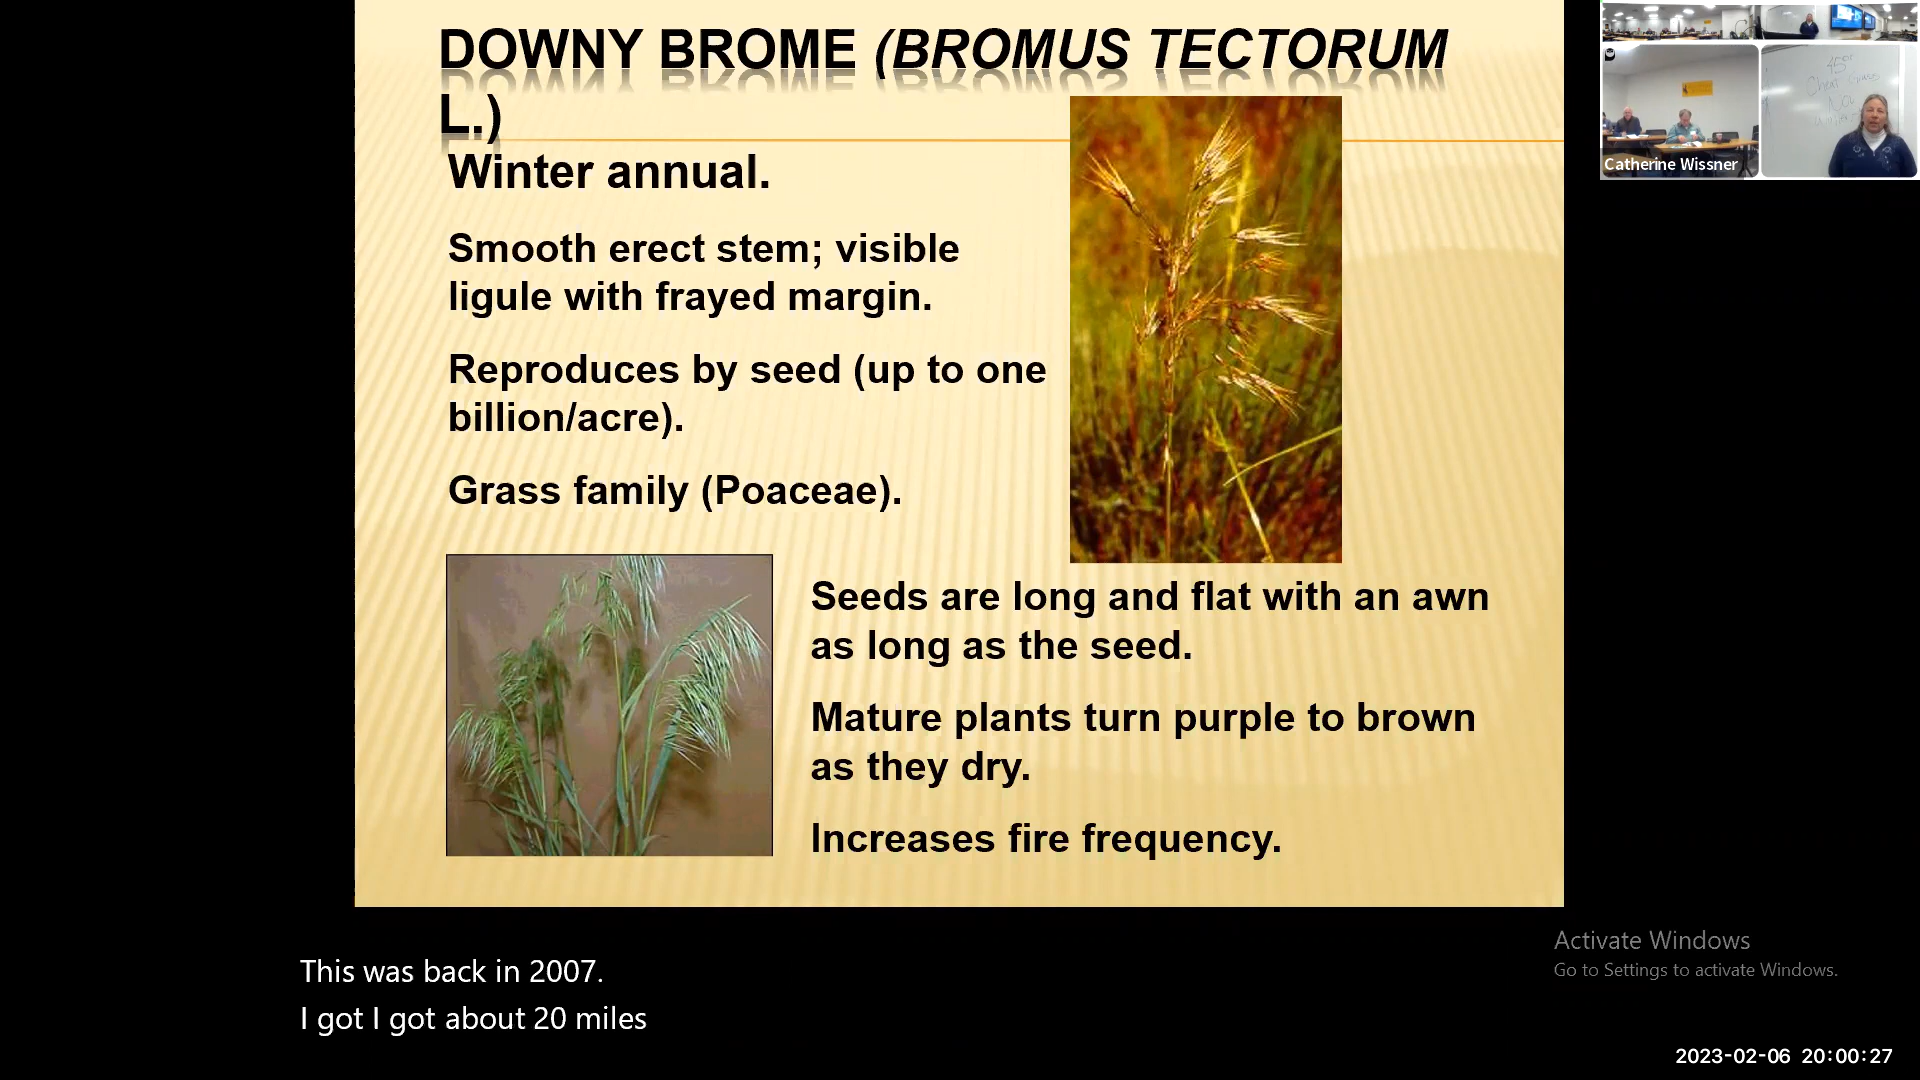 DOWNY BROME (BROMUS TECTORUM
L.)
Winter annual.
Smooth erect stem; visible
ligule with frayed margin.
Reproduces by seed (up to one
billion/acre).
Grass family (Poaceae).
Seeds are long and flat with an awn
as long as the seed.
Mature plants turn purple to brown
as they dry.
Increases fire frequency.
Catherine Wissner
This was back in 2007.
I got I got about 20 miles
Activate Windows
Go to Settings to activate Windows.
2023-02-06 20:00:27